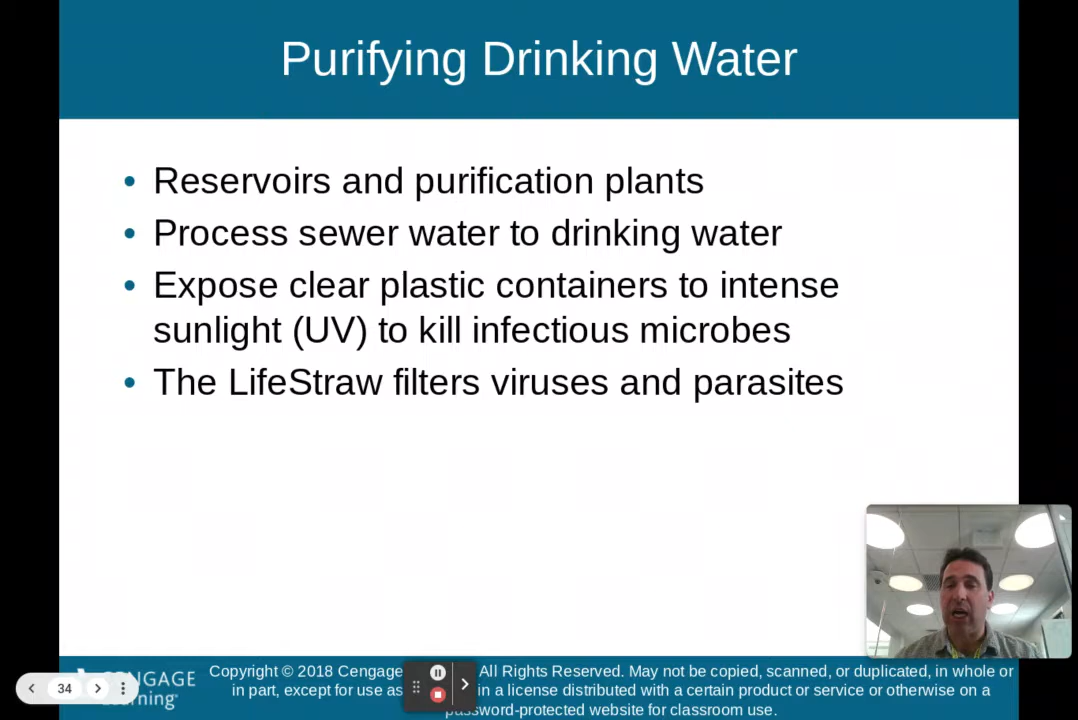 Purifying Drinking Water
• Reservoirs and purification plants
• Process sewer water to drinking water
• Expose clear plastic containers to intense
sunlight (UV) to kill infectious microbes
• The LifeStraw filters viruses and parasites
CENGAGE
Learning
Copyright © 2018 Cengage All Rights Reserved. May not be copied, scanned, or duplicated, in whole or
in part, except for use as in a license distributed with a certain product or service or otherwise on a
password-protected website for classroom use.
34